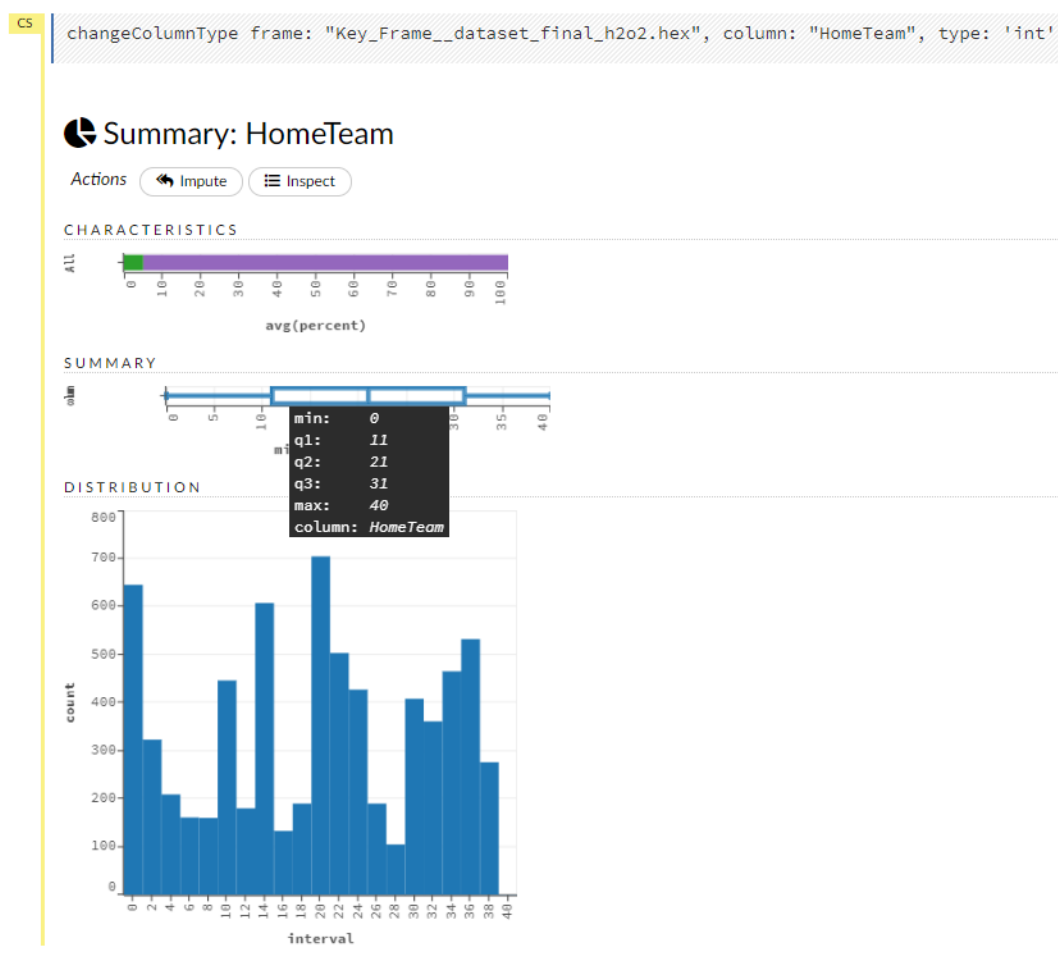 CS
changeColumnType frame: "Key_Frame__dataset_final_h2o2.hex", column: "HomeTeam", type: 'int'
Summary: HomeTeam
Actions Impute Inspect
CHARACTERISTICS
All
0 10 20 30 40 50 60 70 80 90 100
avg(percent)
SUMMARY
0 5 10 30 35 40
mi
min: 0
q1: 11
q2: 21
q3: 31
max: 40
column: HomeTeam
DISTRIBUTION
800
700
600
500
400
300
200
100
0
count
0 2 4 6 8 10 12 14 16 18 20 22 24 26 28 30 32 34 36 38 40
interval